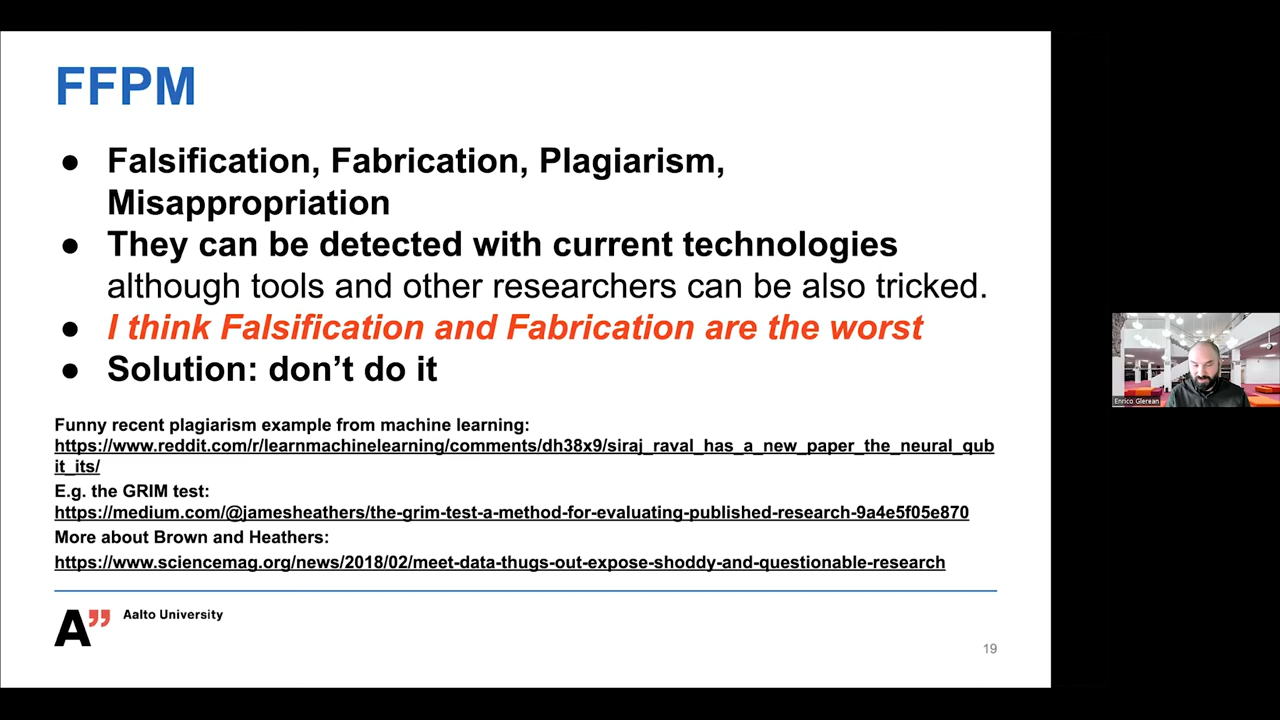 FFPM
● Falsification, Fabrication, Plagiarism,
Misappropriation
● They can be detected with current technologies
although tools and other researchers can be also tricked.
● I think Falsification and Fabrication are the worst
● Solution: don’t do it
Funny recent plagiarism example from machine learning:
https://www.reddit.com/r/learnmachinelearning/comments/dh38x9/siraj_raval_has_a_new_paper_the_neural_qub
it_its/
E.g. the GRIM test:
https://medium.com/@jamesheathers/the-grim-test-a-method-for-evaluating-published-research-9a4e5f05e870
More about Brown and Heathers:
https://www.sciencemag.org/news/2018/02/meet-data-thugs-out-expose-shoddy-and-questionable-research
A” Aalto University
19
Enrico Glerean